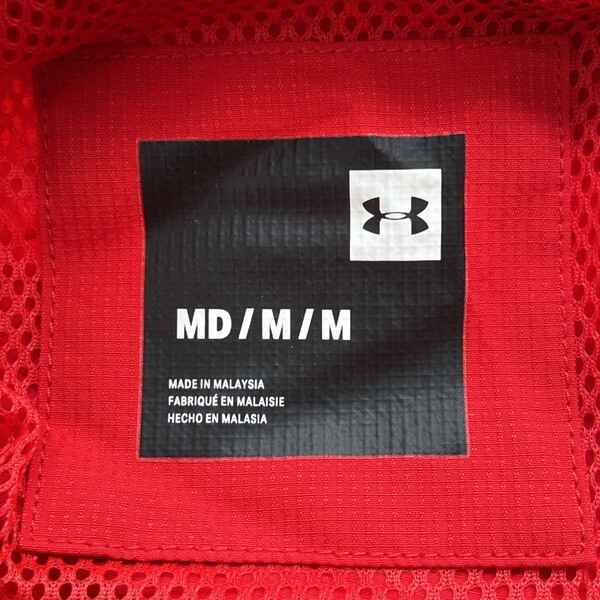 MD / M / M
MADE IN MALAYSIA
FABRIQUÉ EN MALAISIE
HECHO EN MALASIA